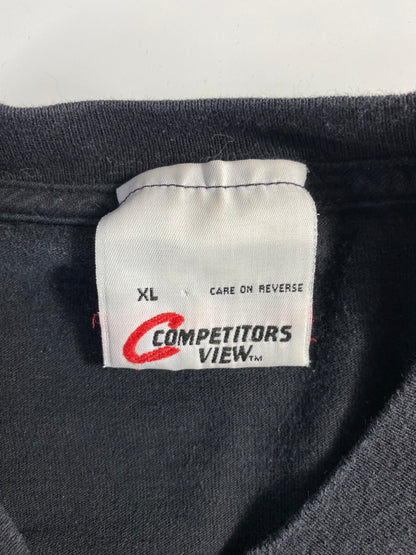 XL CARE ON REVERSE
C COMPETITORS
VIEW™